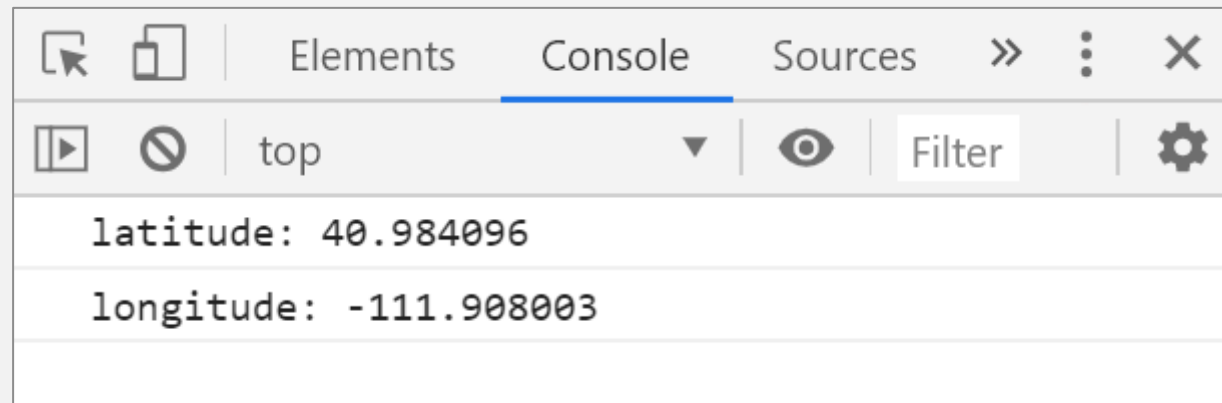 Elements Console Sources
top Filter
latitude: 40.984096
longitude: -111.908003